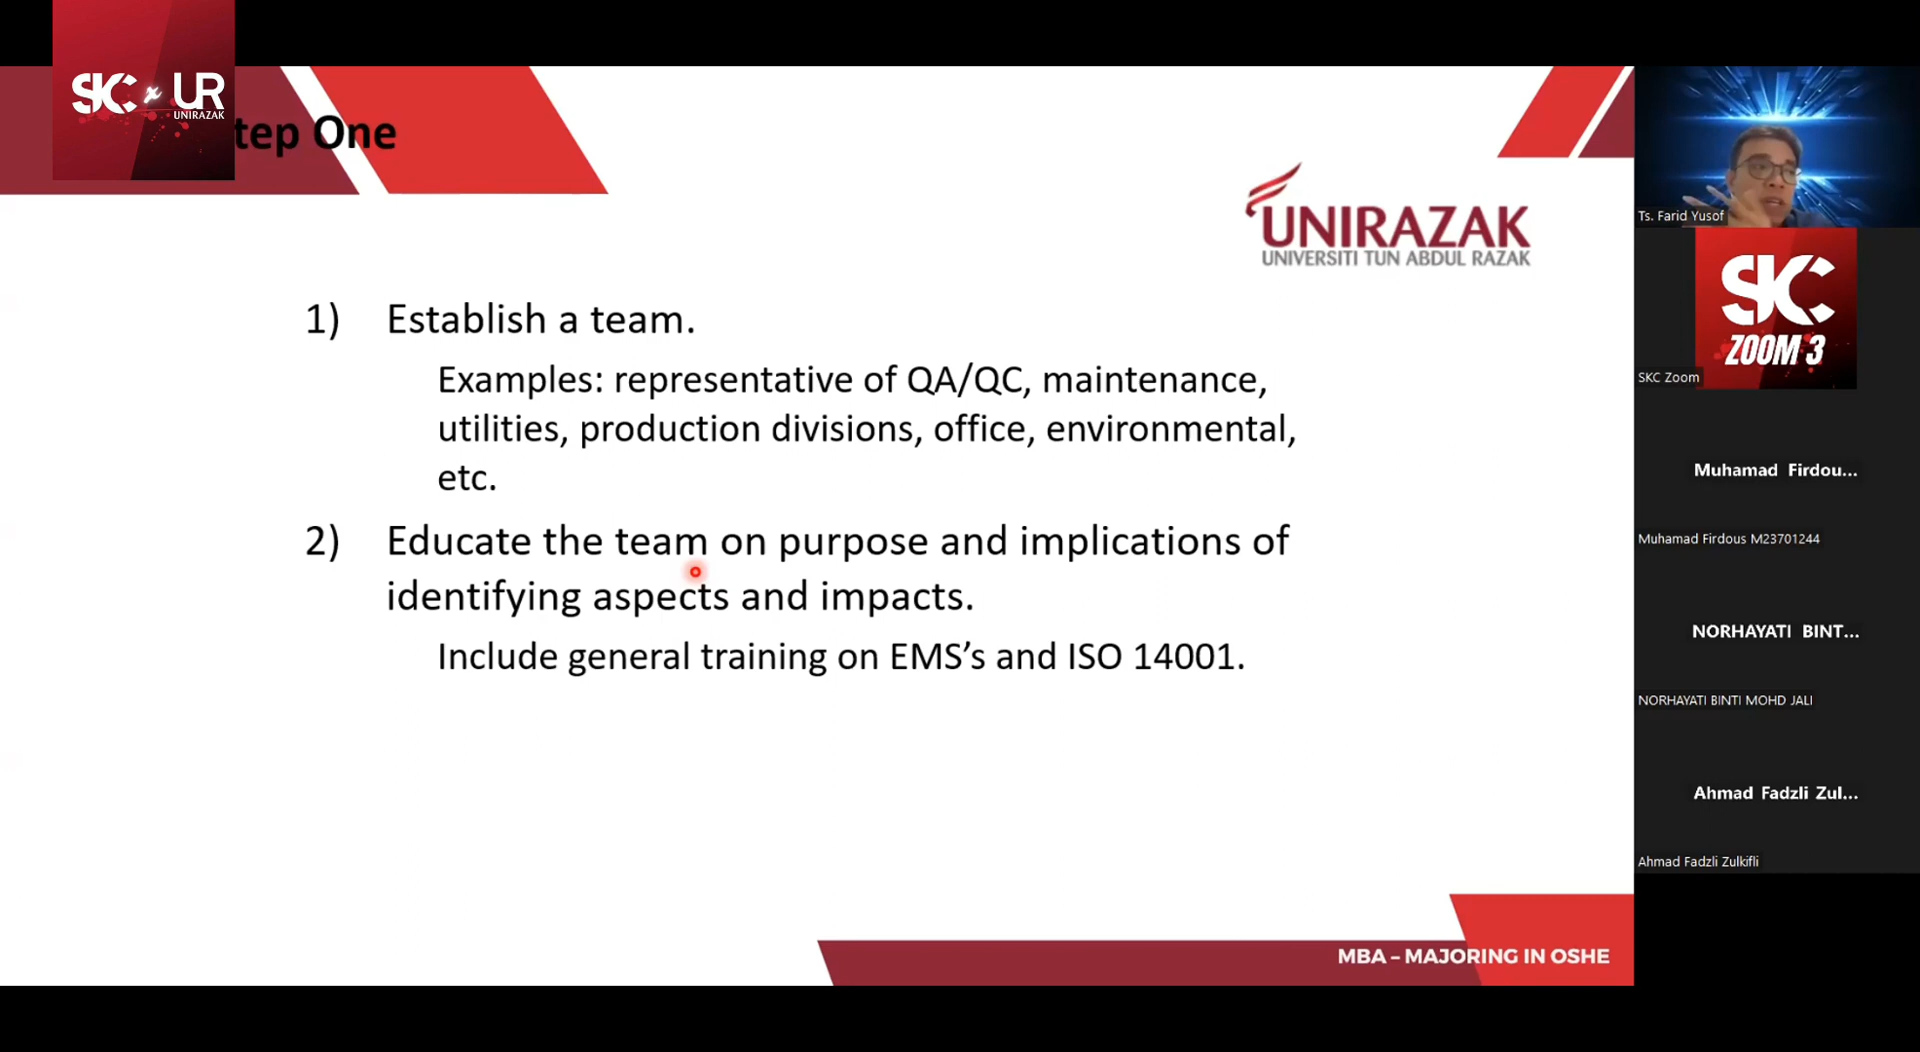 SKC x UR
UNIRAZAK
tep One
UNIRAZAK
UNIVERSITI TUN ABDUL RAZAK
1) Establish a team.
Examples: representative of QA/QC, maintenance,
utilities, production divisions, office, environmental,
etc.
2) Educate the team on purpose and implications of
identifying aspects and impacts.
Include general training on EMS’s and ISO 14001.
MBA – MAJORING IN OSHE
Ts. Farid Yusof
SKC
ZOOM 3
SKC Zoom
Muhamad Firdou...
Muhamad Firdous M23701244
NORHAYATI BINT...
NORHAYATI BINTI MOHD JALI
Ahmad Fadzli Zul...
Ahmad Fadzli Zulkifli